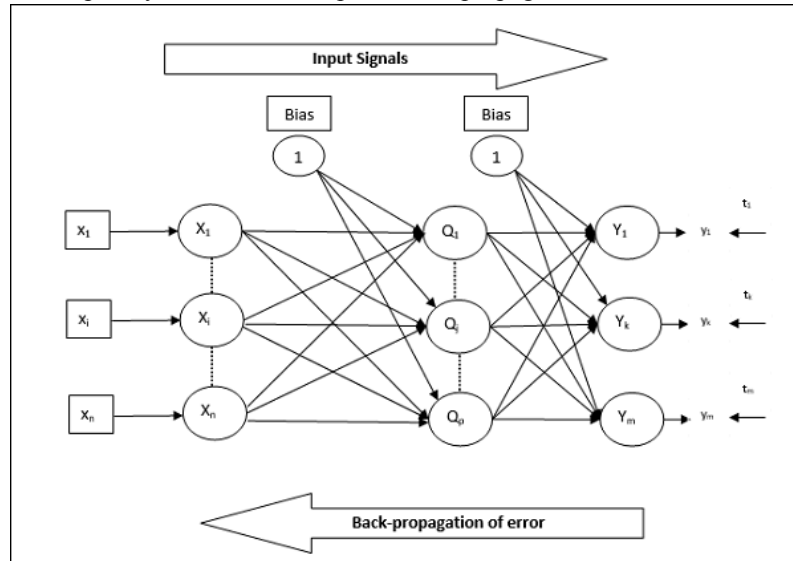 Input Signals
Bias Bias
1 1
t₁
x₁ X₁ Q₁ Y₁ y₁
tₖ
xᵢ Xᵢ Qⱼ Yₖ yₖ
tₘ
xₙ Xₙ Qₚ Yₘ yₘ
Back-propagation of error